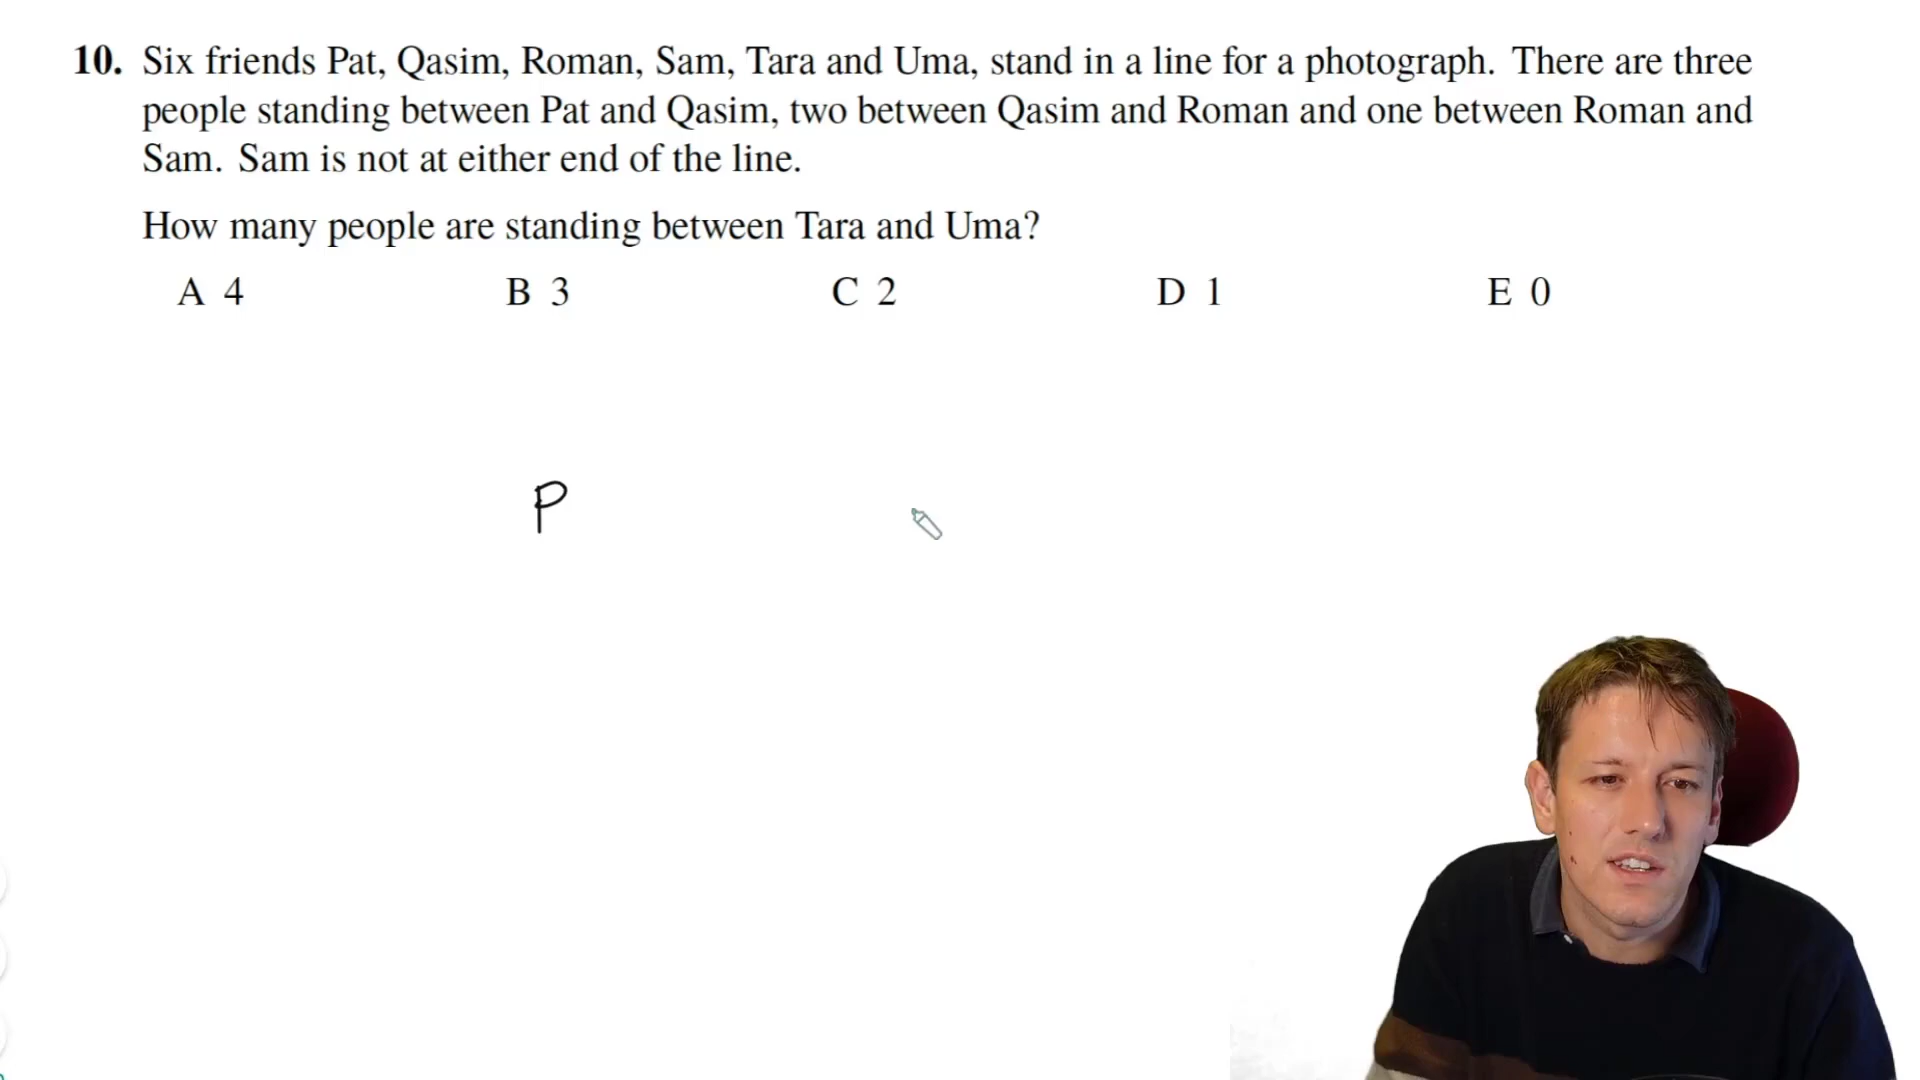 10. Six friends Pat, Qasim, Roman, Sam, Tara and Uma, stand in a line for a photograph. There are three
people standing between Pat and Qasim, two between Qasim and Roman and one between Roman and
Sam. Sam is not at either end of the line.
How many people are standing between Tara and Uma?
A 4 B 3 C 2 D 1 E 0
P